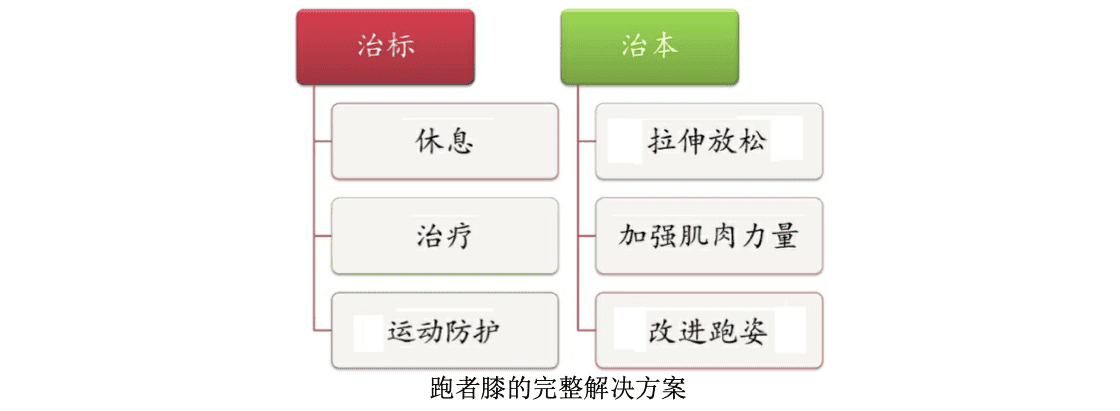 治标
休息
治疗
运动防护
治本
拉伸放松
加强肌肉力量
改进跑姿
跑者膝的完整解决方案